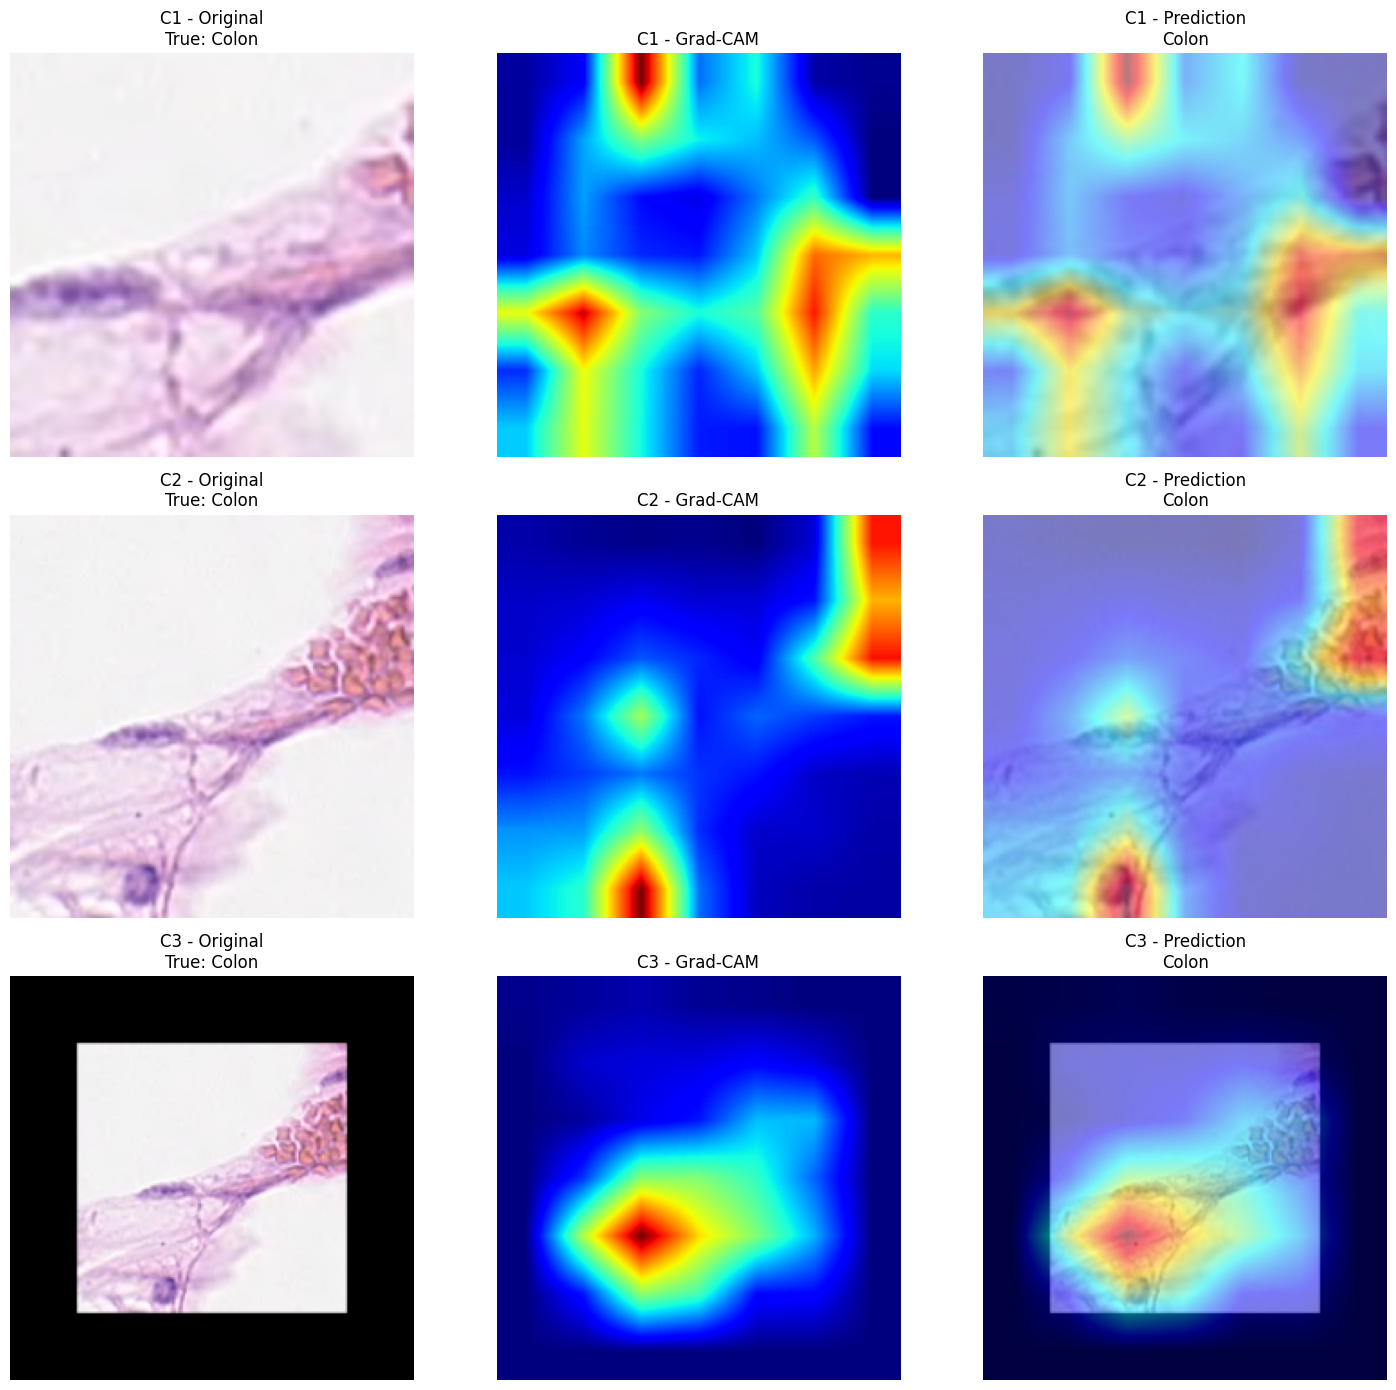 C1 - Original
True: Colon
C1 - Grad-CAM
C1 - Prediction
Colon
C2 - Original
True: Colon
C2 - Grad-CAM
C2 - Prediction
Colon
C3 - Original
True: Colon
C3 - Grad-CAM
C3 - Prediction
Colon